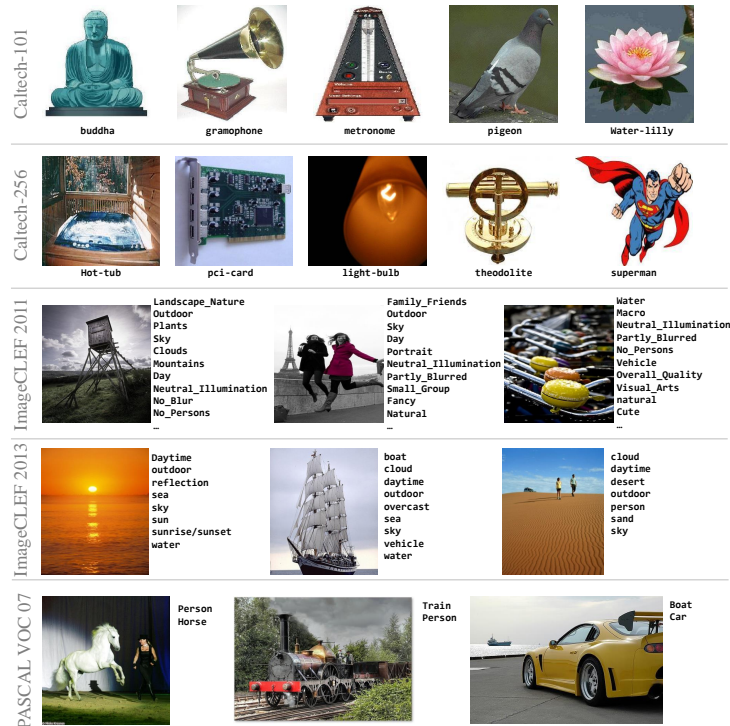 Caltech-101
buddha
gramophone
metronome
pigeon
Water-lilly
Caltech-256
Hot-tub
pci-card
light-bulb
theodolite
superman
ImageCLEF 2011
Landscape_Nature
Outdoor
Plants
Sky
Clouds
Mountains
Day
Neutral_Illumination
No_Blur
No_Persons
…
Family_Friends
Outdoor
Sky
Day
Portrait
Neutral_Illumination
Partly_Blurred
Small_Group
Fancy
Natural
…
Water
Macro
Neutral_Illumination
Partly_Blurred
No_Persons
Vehicle
Overall_Quality
Visual_Arts
natural
Cute
…
ImageCLEF 2013
Daytime
outdoor
reflection
sea
sky
sun
sunrise/sunset
water
boat
cloud
daytime
outdoor
overcast
sea
sky
vehicle
water
cloud
daytime
desert
outdoor
person
sand
sky
PASCAL VOC 07
Person
Horse
Train
Person
Boat
Car